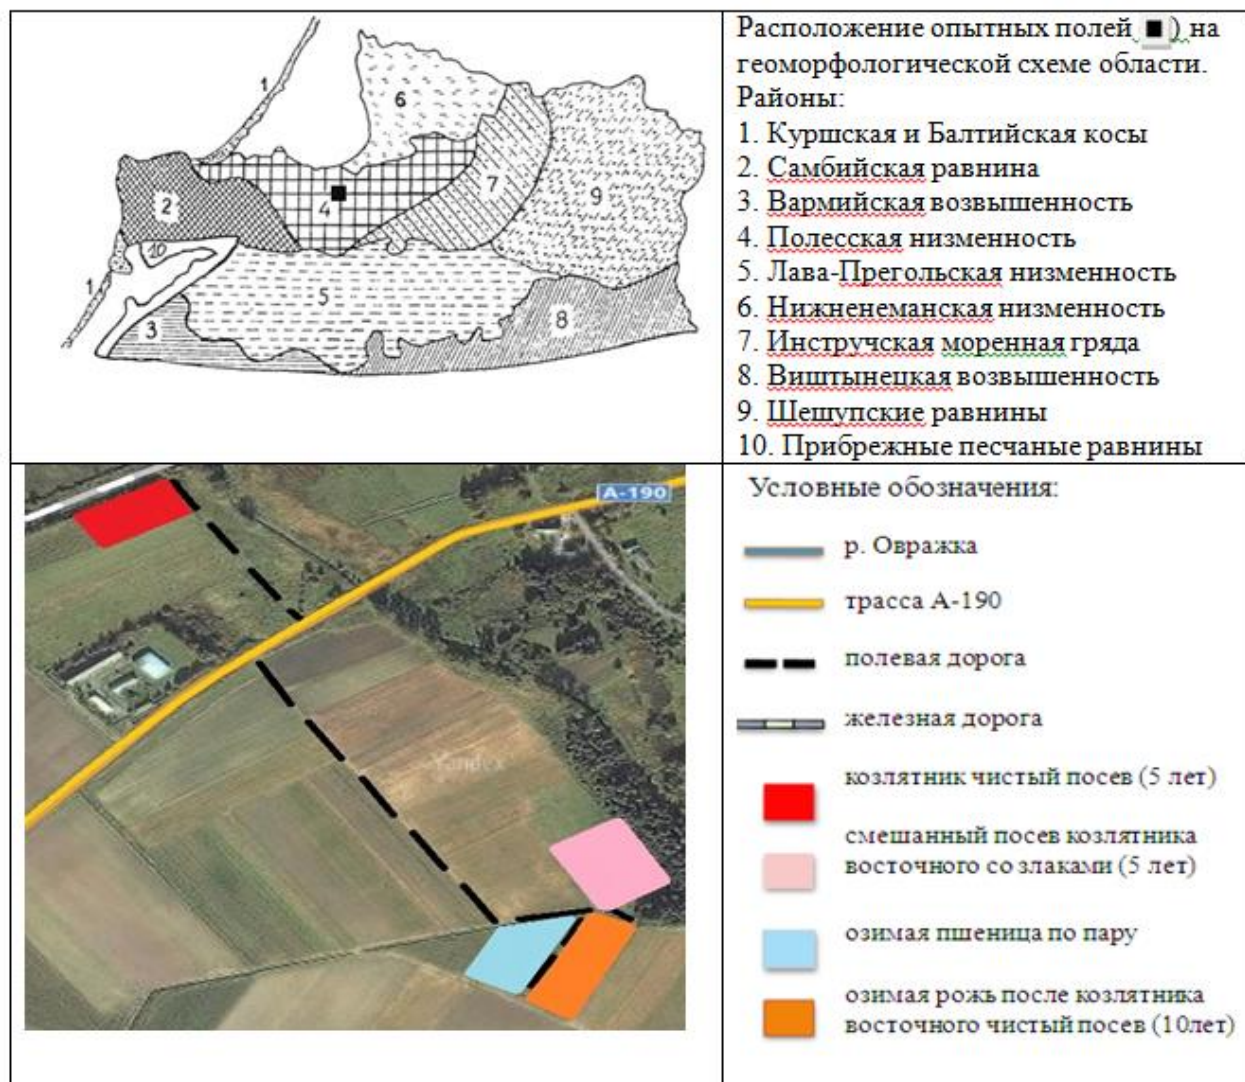 1
6
2
4
7
9
10
1
5
3
8
Расположение опытных полей ■) на
геоморфологической схеме области.
Районы:
1. Куршская и Балтийская косы
2. Самбийская равнина
3. Вармийская возвышенность
4. Полесская низменность
5. Лава-Прегольская низменность
6. Нижненеманская низменность
7. Инстручская моренная гряда
8. Виштынецкая возвышенность
9. Шешупские равнины
10. Прибрежные песчаные равнины
А-190
Yandex
Условные обозначения:
р. Овражка
трасса А-190
полевая дорога
железная дорога
козлятник чистый посев (5 лет)
смешанный посев козлятника
восточного со злаками (5 лет)
озимая пшеница по пару
озимая рожь после козлятника
восточного чистый посев (10лет)